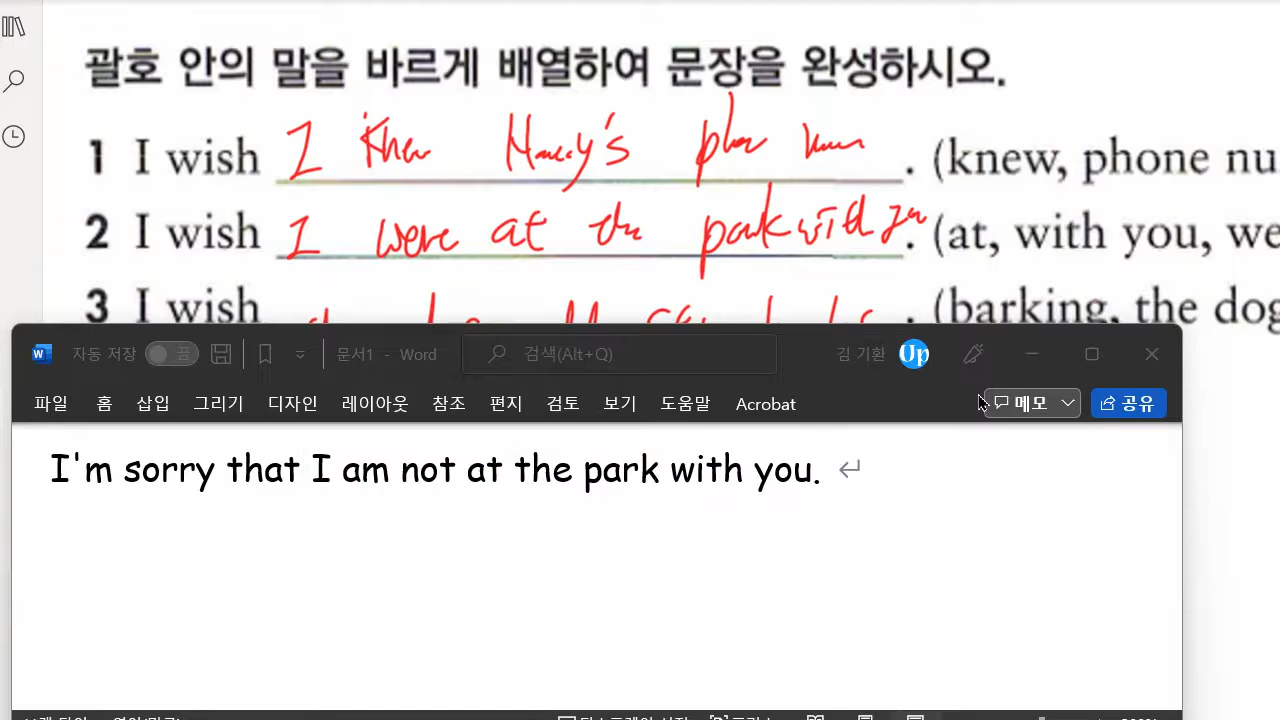 괄호 안의 말을 바르게 배열하여 문장을 완성하시오.
1 I wish I knew Nancy's phone number. (knew, phone nu
2 I wish I were at the park with you. (at, with you, we
3 I wish . (barking, the dog
자동 저장 끔 문서1 - Word 검색(Alt+Q) 김 기환 Up
파일 홈 삽입 그리기 디자인 레이아웃 참조 편지 검토 보기 도움말 Acrobat 메모 공유
I'm sorry that I am not at the park with you.